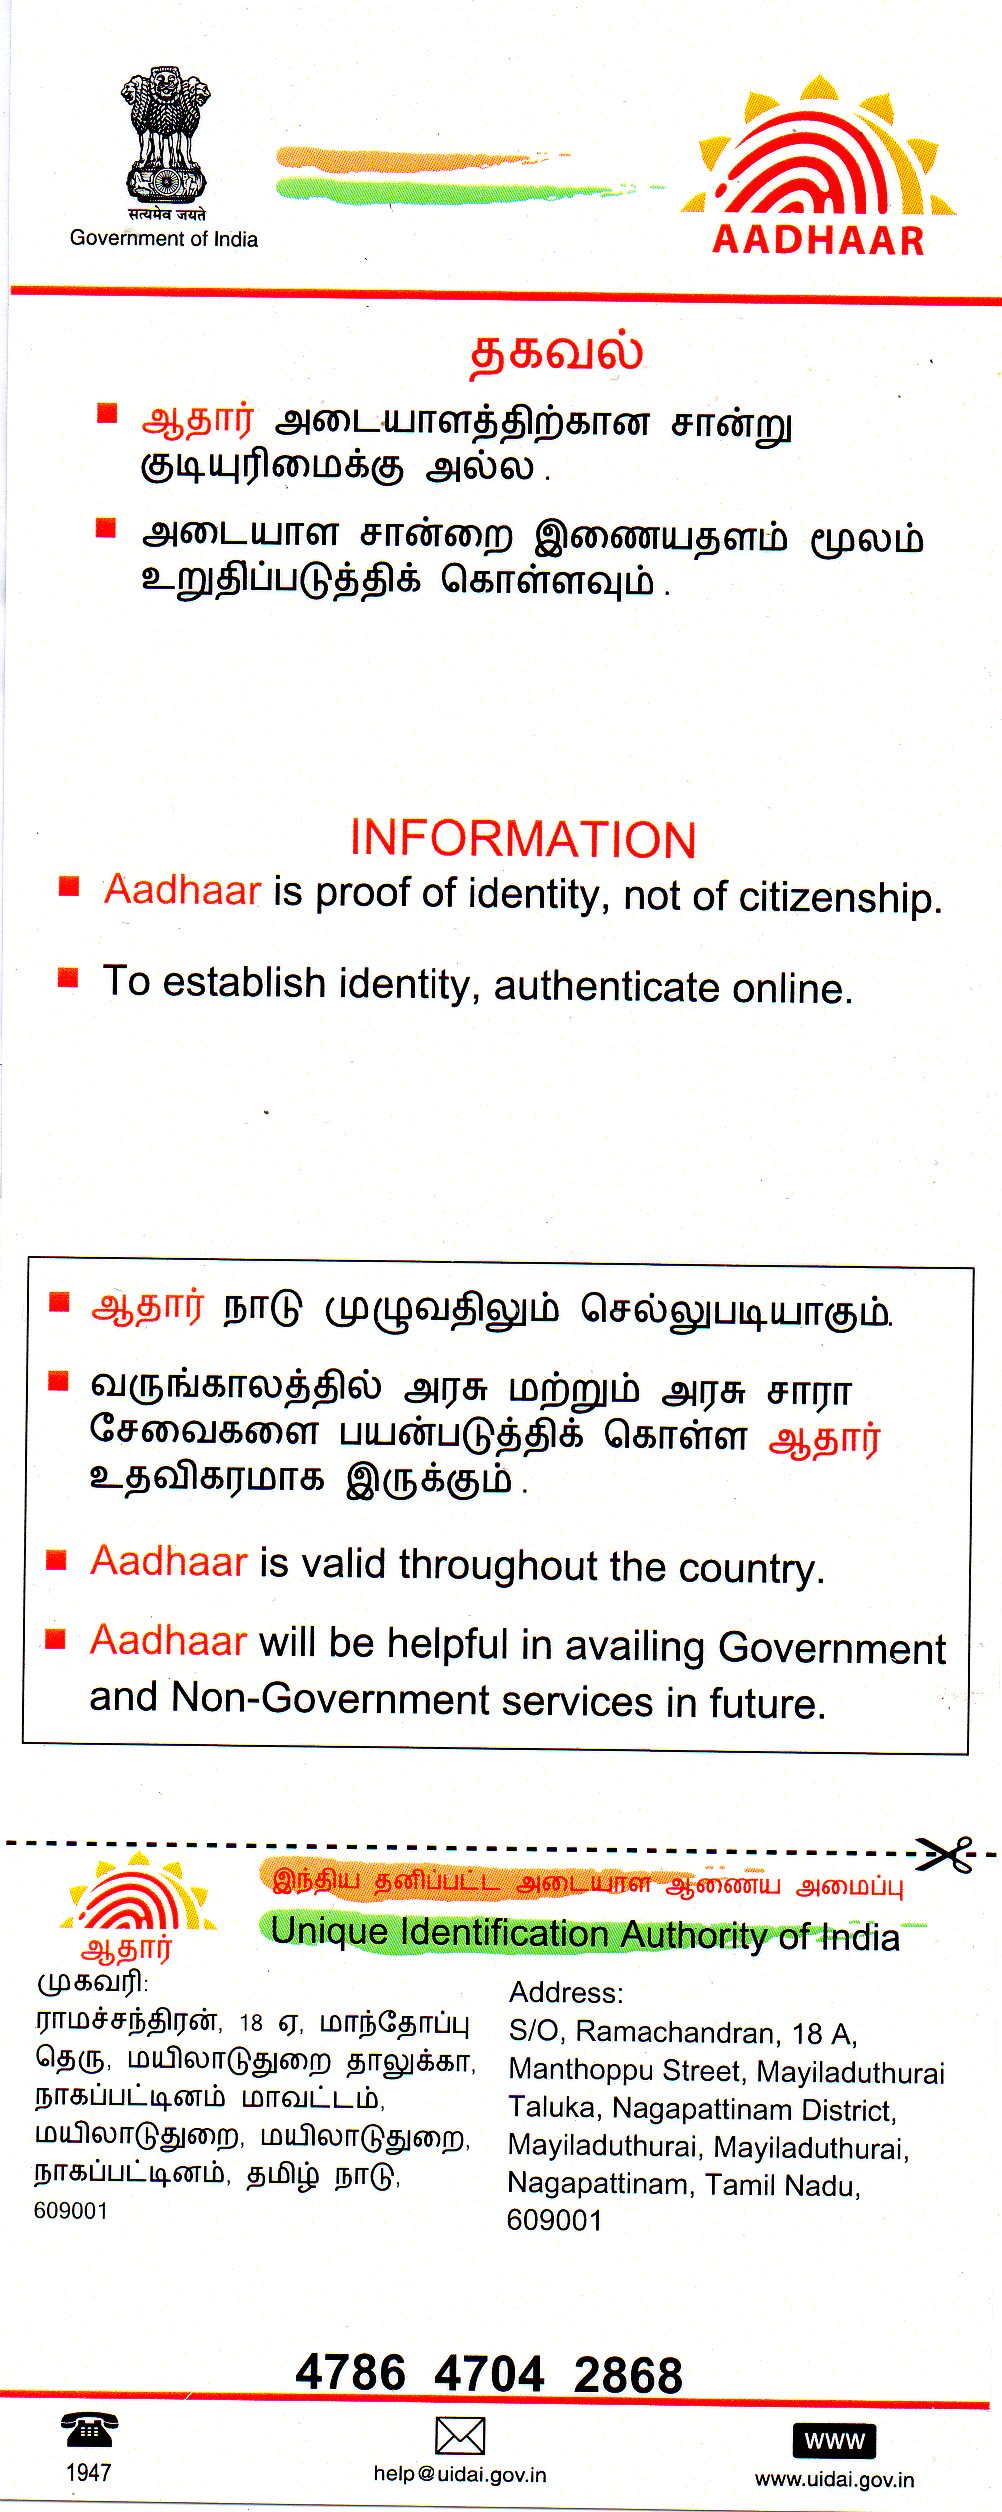 सत्यमेव जयते
Government of India
AADHAAR
தகவல்
ஆதார் அடையாளத்திற்கான சான்று
குடியுரிமைக்கு அல்ல .
அடையாள சான்றை இணையதளம் மூலம்
உறுதிப்படுத்திக் கொள்ளவும் .
INFORMATION
Aadhaar is proof of identity, not of citizenship.
To establish identity, authenticate online.
ஆதார் நாடு முழுவதிலும் செல்லுபடியாகும்.
வருங்காலத்தில் அரசு மற்றும் அரசு சாரா
சேவைகளை பயன்படுத்திக் கொள்ள ஆதார்
உதவிகரமாக இருக்கும் .
Aadhaar is valid throughout the country.
Aadhaar will be helpful in availing Government
and Non-Government services in future.
இந்திய தனிப்பட்ட அடையாள ஆணைய அமைப்பு
Unique Identification Authority of India
ஆதார்
முகவரி:
ராமச்சந்திரன், 18 ஏ, மாந்தோப்பு
தெரு, மயிலாடுதுறை தாலுக்கா,
நாகப்பட்டினம் மாவட்டம்,
மயிலாடுதுறை, மயிலாடுதுறை,
நாகப்பட்டினம், தமிழ் நாடு,
609001
Address:
S/O, Ramachandran, 18 A,
Manthoppu Street, Mayiladuthurai
Taluka, Nagapattinam District,
Mayiladuthurai, Mayiladuthurai,
Nagapattinam, Tamil Nadu,
609001
4786 4704 2868
1947
help@uidai.gov.in
www
www.uidai.gov.in